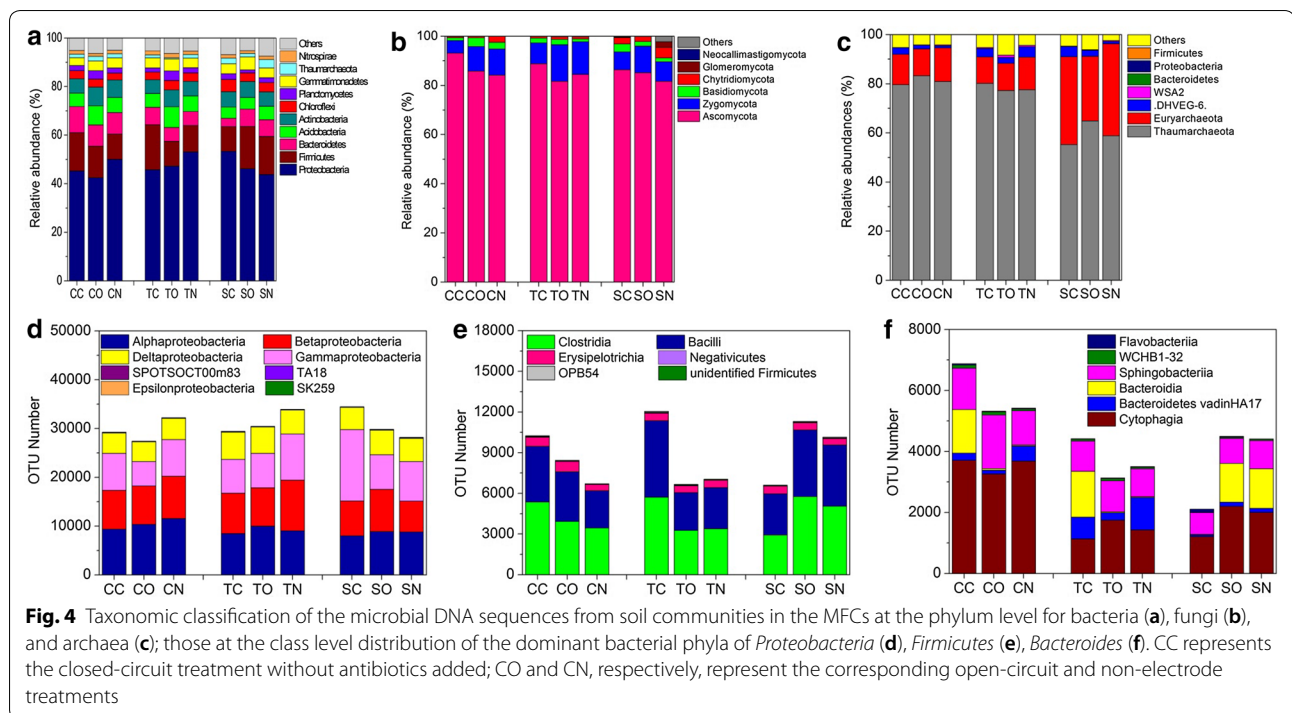 a
Relative abundance (%)
100
80
60
40
20
0
CC CO CN TC TO TN SC SO SN
Others
Nitrospirae
Thaumarchaeota
Gemmatimonadetes
Planctomycetes
Chloroflexi
Actinobacteria
Acidobacteria
Bacteroidetes
Firmicutes
Proteobacteria
b
Relative abundance (%)
100
80
60
40
20
0
CC CO CN TC TO TN SC SO SN
Others
Neocallimastigomycota
Glomeromycota
Chytridiomycota
Basidiomycota
Zygomycota
Ascomycota
c
Relative abundances (%)
100
80
60
40
20
0
CC CO CN TC TO TN SC SO SN
Others
Firmicutes
Proteobacteria
Bacteroidetes
WSA2
.DHVEG-6.
Euryarchaeota
Thaumarchaeota
d
OTU Number
50000
40000
30000
20000
10000
0
Alphaproteobacteria Betaproteobacteria
Deltaproteobacteria Gammaproteobacteria
SPOTSOCT00m83 TA18
Epsilonproteobacteria SK259
CC CO CN TC TO TN SC SO SN
e
OTU Number
18000
15000
12000
9000
6000
3000
0
Clostridia Bacilli
Erysipelotrichia Negativicutes
OPB54 unidentified Firmicutes
CC CO CN TC TO TN SC SO SN
f
OTU Number
8000
6000
4000
2000
0
Flavobacteriia
WCHB1-32
Sphingobacteriia
Bacteroidia
Bacteroidetes vadinHA17
Cytophagia
CC CO CN TC TO TN SC SO SN
Fig. 4 Taxonomic classification of the microbial DNA sequences from soil communities in the MFCs at the phylum level for bacteria (a), fungi (b),
and archaea (c); those at the class level distribution of the dominant bacterial phyla of Proteobacteria (d), Firmicutes (e), Bacteroides (f). CC represents
the closed-circuit treatment without antibiotics added; CO and CN, respectively, represent the corresponding open-circuit and non-electrode
treatments